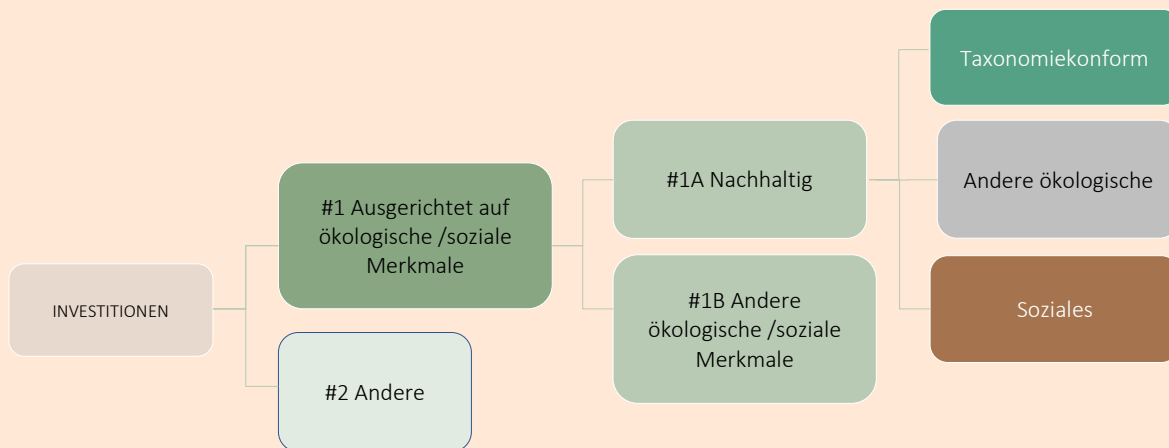 Taxonomiekonform
#1A Nachhaltig
Andere ökologische
#1 Ausgerichtet auf
ökologische /soziale
Merkmale
INVESTITIONEN
#1B Andere
ökologische /soziale
Merkmale
Soziales
#2 Andere